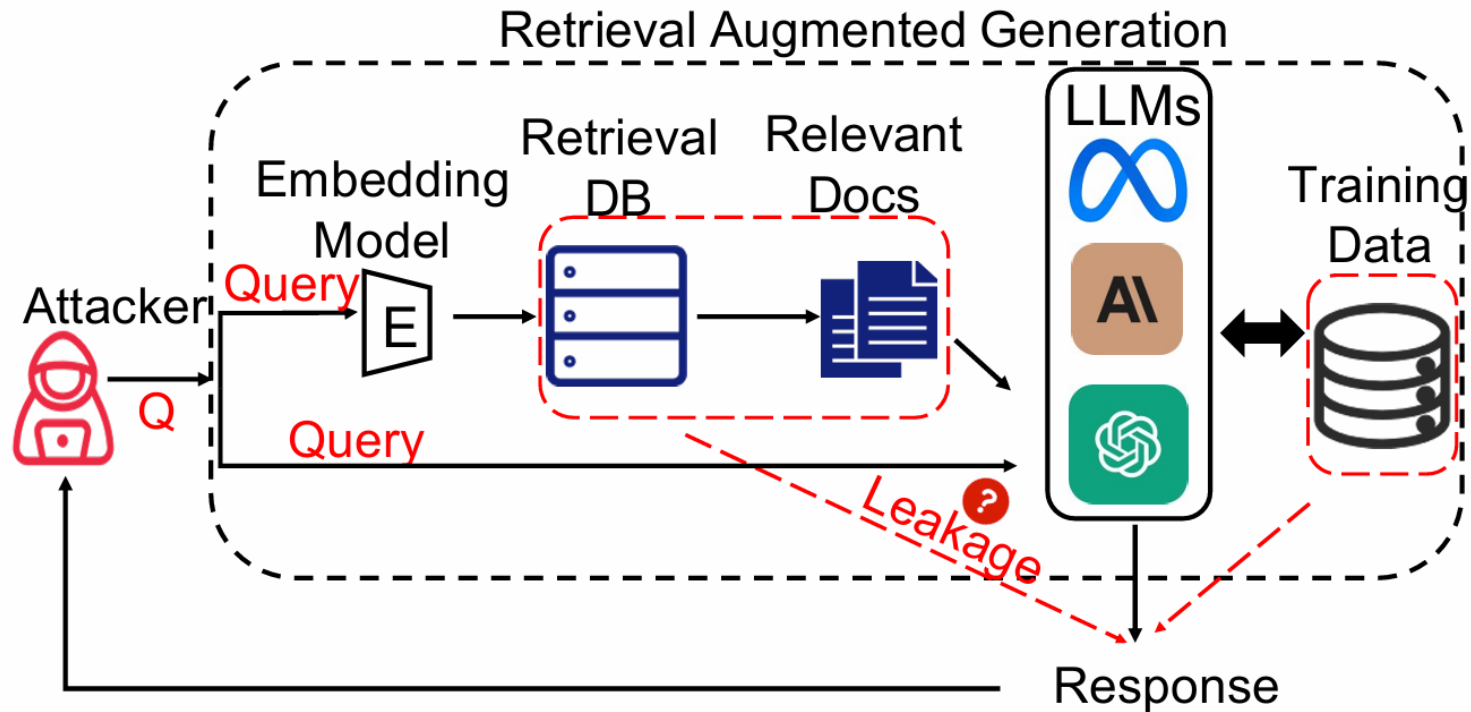 Retrieval Augmented Generation
LLMs
Retrieval
DB
Relevant
Docs
Embedding
Model
Training
Data
Attacker
Query
E
A\
Q
Query
?
Leakage
Response